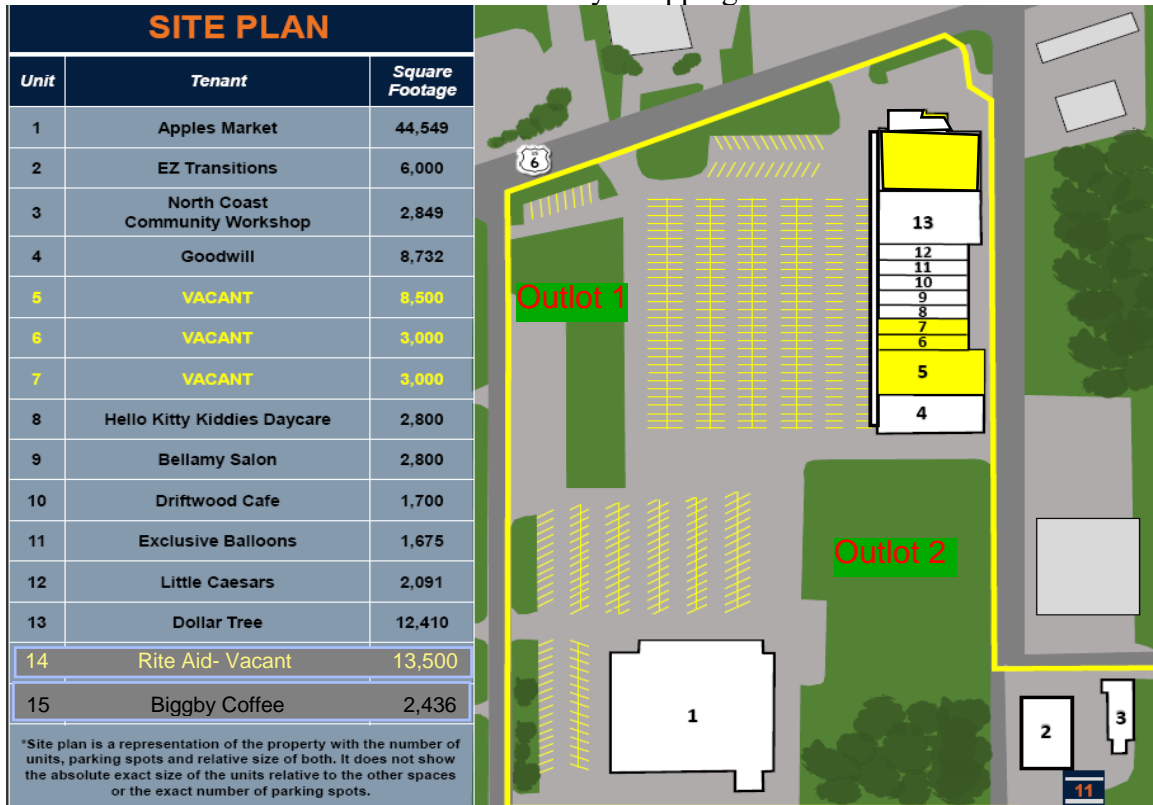 SITE PLAN
Unit Tenant Square
Footage
1 Apples Market 44,549
2 EZ Transitions 6,000
3 North Coast
Community Workshop 2,849
4 Goodwill 8,732
5 VACANT 8,500
6 VACANT 3,000
7 VACANT 3,000
8 Hello Kitty Kiddies Daycare 2,800
9 Bellamy Salon 2,800
10 Driftwood Cafe 1,700
11 Exclusive Balloons 1,675
12 Little Caesars 2,091
13 Dollar Tree 12,410
14 Rite Aid- Vacant 13,500
15 Biggby Coffee 2,436
*Site plan is a representation of the property with the number of
units, parking spots and relative size of both. It does not show
the absolute exact size of the units relative to the other spaces
or the exact number of parking spots.
US
6
13
12
11
10
9
8
7
6
5
4
Outlot 1
Outlot 2
1
2
3
11